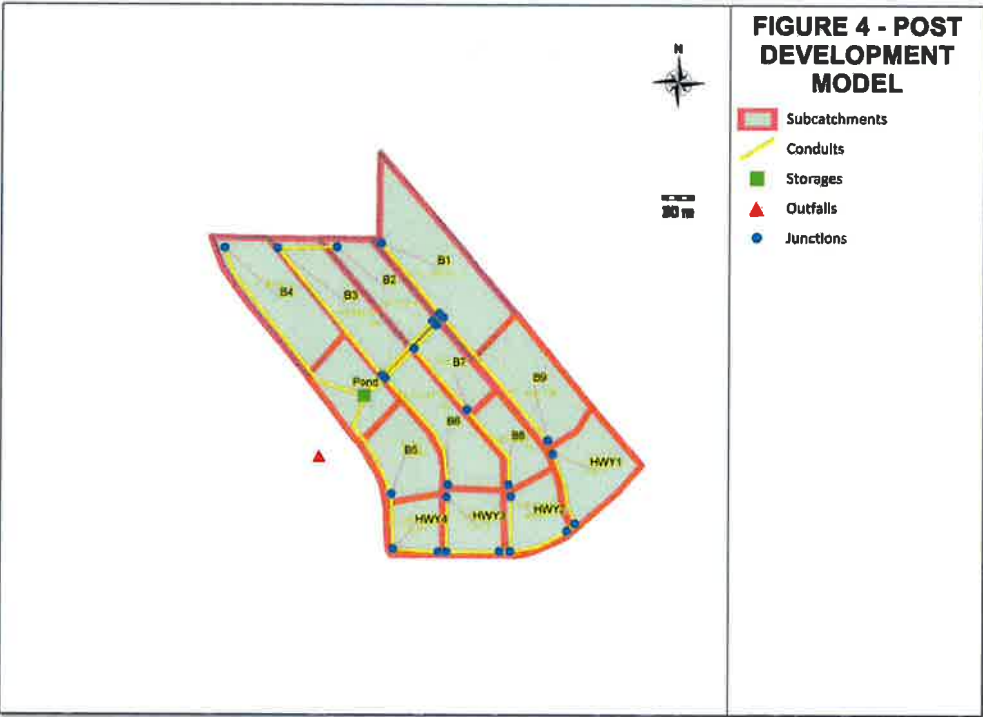 FIGURE 4 - POST
DEVELOPMENT
MODEL
Subcatchments
Conduits
Storages
Outfalls
Junctions
N
B1
B2
B3
B4
B7
B9
Pond
B6
B8
B5
HWY1
HWY2
HWY3
HWY4